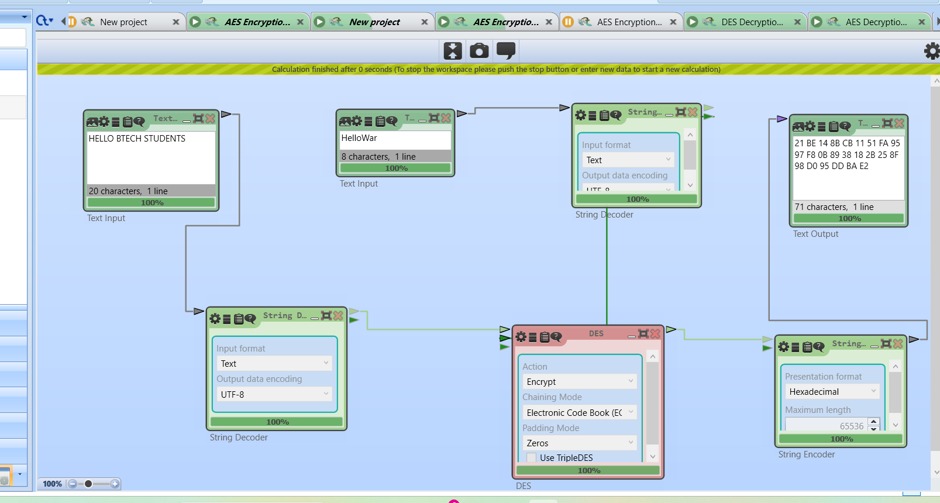 New project
AES Encryptio...
New project
AES Encryptio...
AES Encryption...
DES Decryptio...
AES Decryptio...
Calculation finished after 0 seconds (To stop the workspace please push the stop button or enter new data to start a new calculation)
Text...
HELLO BTECH STUDENTS
20 characters, 1 line
100%
Text Input
T...
HelloWar
8 characters, 1 line
100%
Text Input
String...
Input format
Text
Output data encoding
UTF-8
100%
String Decoder
T...
21 BE 14 8B CB 11 51 FA 95
97 F8 0B 89 38 18 2B 25 8F
98 D0 95 DD BA E2
71 characters, 1 line
100%
Text Output
String D...
Input format
Text
Output data encoding
UTF-8
100%
String Decoder
DES
Action
Encrypt
Chaining Mode
Electronic Code Book (EC
Padding Mode
Zeros
Use TripleDES
100%
DES
String...
Presentation format
Hexadecimal
Maximum length
65536
100%
String Encoder
100%